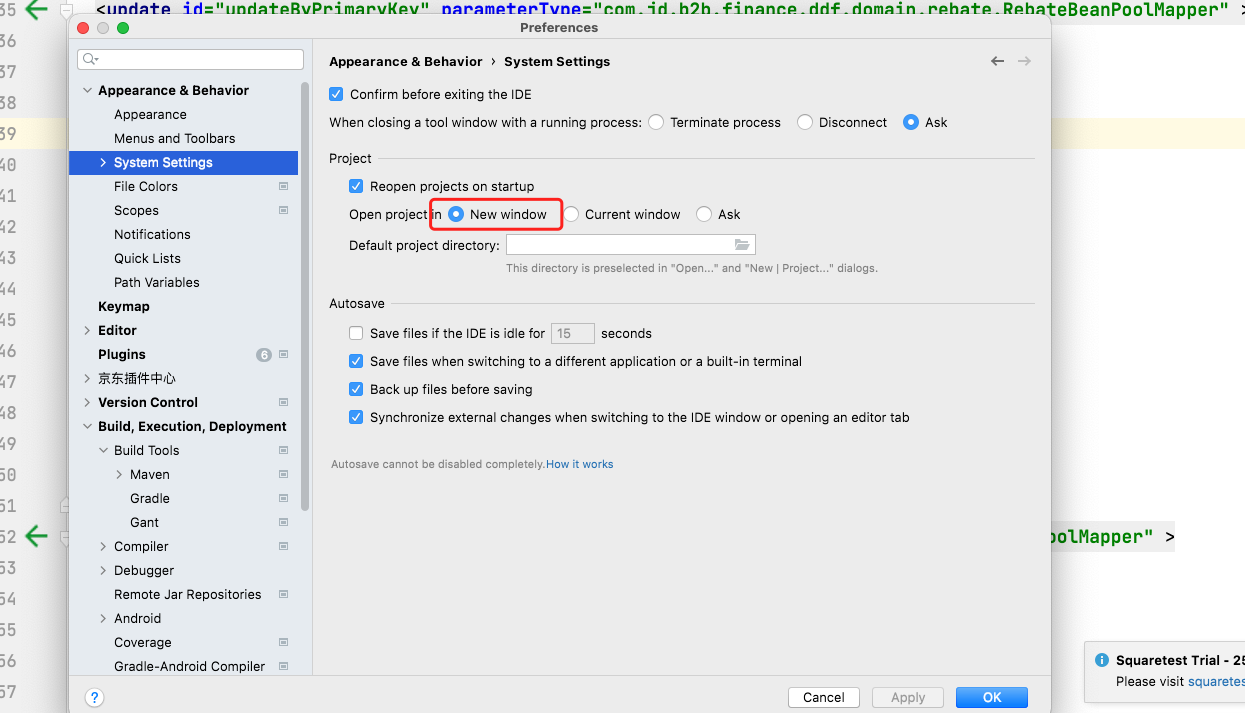 35 <update id="updateByPrimaryKey" parameterType="com.jd.b2b.finance.ddf.domain.rebate.RebateBeanPoolMapper" >
Preferences
36
37
38
39
40
41
42
43
44
45
46
47
48
49
50
51
52
53
54
55
56
57
Appearance & Behavior
Appearance
Menus and Toolbars
System Settings
File Colors
Scopes
Notifications
Quick Lists
Path Variables
Keymap
Editor
Plugins 6
京东插件中心
Version Control
Build, Execution, Deployment
Build Tools
Maven
Gradle
Gant
Compiler
Debugger
Remote Jar Repositories
Android
Coverage
Gradle-Android Compiler
Appearance & Behavior › System Settings
Confirm before exiting the IDE
When closing a tool window with a running process: Terminate process Disconnect Ask
Project
Reopen projects on startup
Open project in New window Current window Ask
Default project directory:
This directory is preselected in "Open..." and "New | Project..." dialogs.
Autosave
Save files if the IDE is idle for 15 seconds
Save files when switching to a different application or a built-in terminal
Back up files before saving
Synchronize external changes when switching to the IDE window or opening an editor tab
Autosave cannot be disabled completely. How it works
oolMapper" >
Squaretest Trial - 25
Please visit squaretes
? Cancel Apply OK